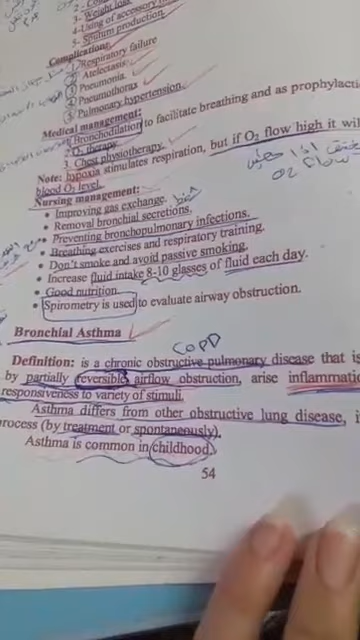 3- Weight loss
4-Using of accessory
5- Sputum production.
Complications:
① Respiratory failure
② Atelectasis
③ Pneumonia.
④ Pneumothorax
⑤ Pulmonary hypertension.
Medical management:
Bronchodilation to facilitate breathing and as prophylacti
2. O₂ therapy
3. Chest physiotherapy.
Note: hypoxia stimulates respiration, but if O₂ flow high it wil
blood O₂ level.
O₂ flow
Nursing management:
• Improving gas exchange.
• Removal bronchial secretions.
• Preventing bronchopulmonary infections.
• Breathing exercises and respiratory training.
• Don't smoke and avoid passive smoking.
• Increase fluid intake 8-10 glasses of fluid each day.
• Good nutrition.
• Spirometry is used to evaluate airway obstruction.
Bronchial Asthma
COPD
Definition: is a chronic obstructive pulmonary disease that is
by partially reversible airflow obstruction, arise inflammatio
responsiveness to variety of stimuli.
Asthma differs from other obstructive lung disease, i
process (by treatment or spontaneously).
Asthma is common in childhood.
54